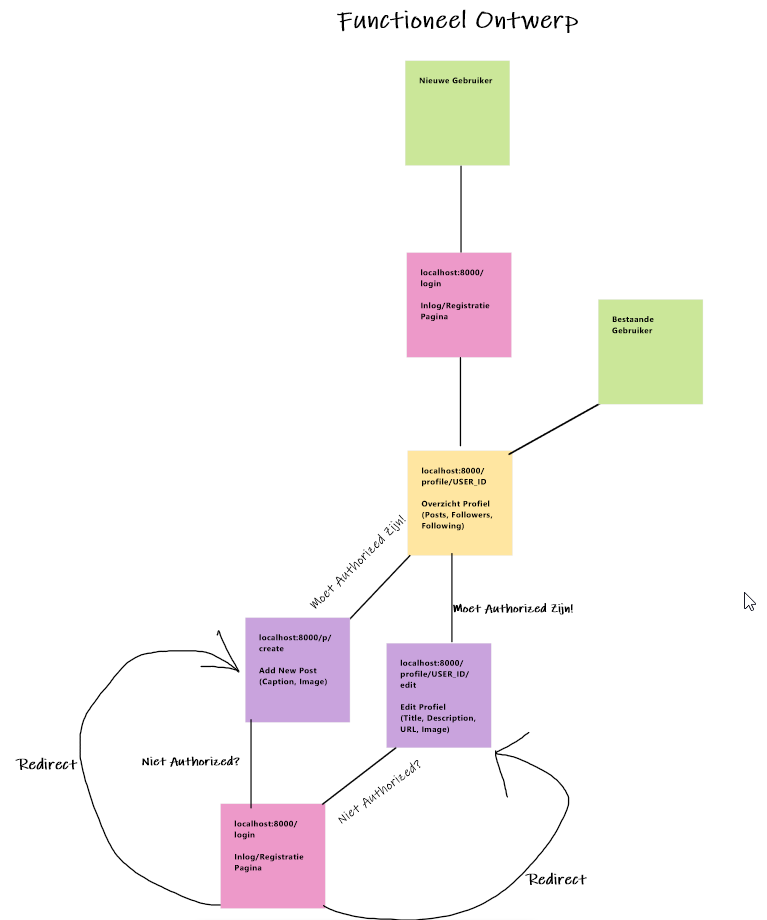 Functioneel Ontwerp
Nieuwe Gebruiker
localhost:8000/
login
Inlog/Registratie
Pagina
Bestaande
Gebruiker
localhost:8000/
profile/USER_ID
Overzicht Profiel
(Posts, Followers,
Following)
Moet Authorized Zijn!
Moet Authorized Zijn!
localhost:8000/p/
create
Add New Post
(Caption, Image)
localhost:8000/
profile/USER_ID/
edit
Edit Profiel
(Title, Description,
URL, Image)
Redirect
Niet Authorized?
Niet Authorized?
localhost:8000/
login
Inlog/Registratie
Pagina
Redirect